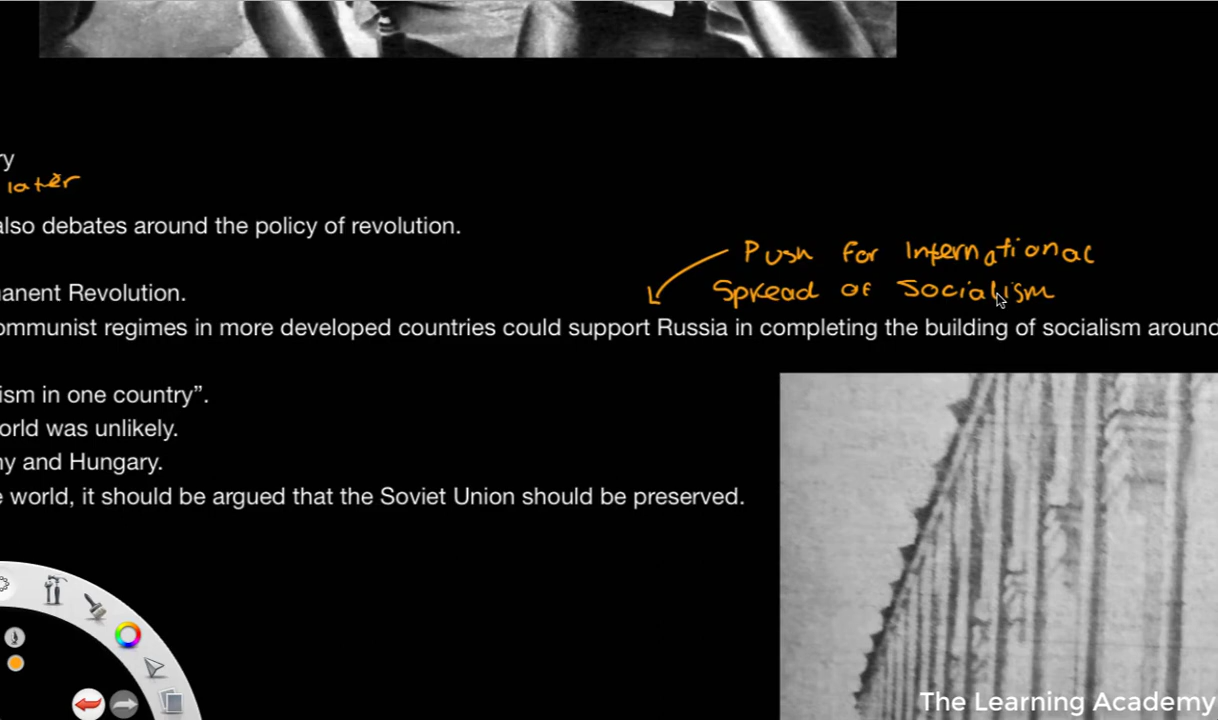 ry
later
also debates around the policy of revolution.
Push for International
Spread of Socialism
manent Revolution.
ommunist regimes in more developed countries could support Russia in completing the building of socialism around
ism in one country”.
orld was unlikely.
ny and Hungary.
e world, it should be argued that the Soviet Union should be preserved.
The Learning Academy